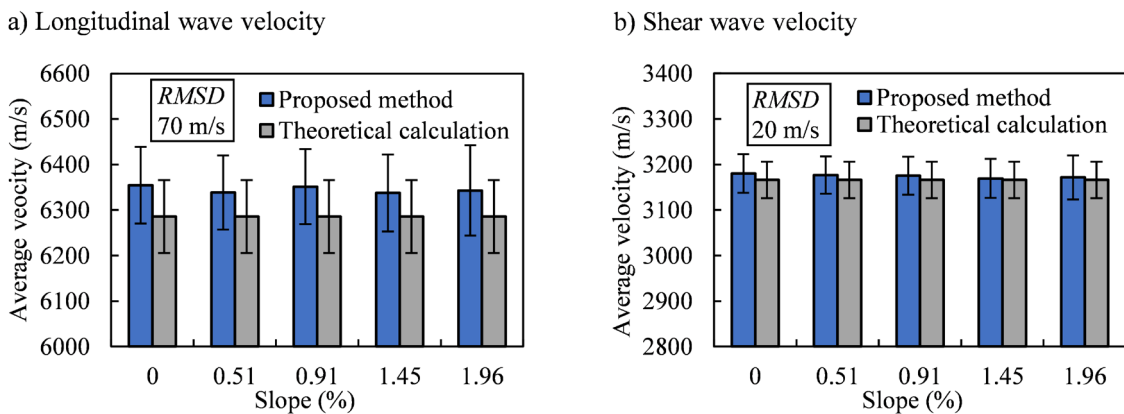 a) Longitudinal wave velocity
6600
6500
6400
6300
6200
6100
6000
Average veocity (m/s)
RMSD
70 m/s
Proposed method
Theoretical calculation
0 0.51 0.91 1.45 1.96
Slope (%)
b) Shear wave velocity
3400
3300
3200
3100
3000
2900
2800
Average velocity (m/s)
RMSD
20 m/s
Proposed method
Theoretical calculation
0 0.51 0.91 1.45 1.96
Slope (%)